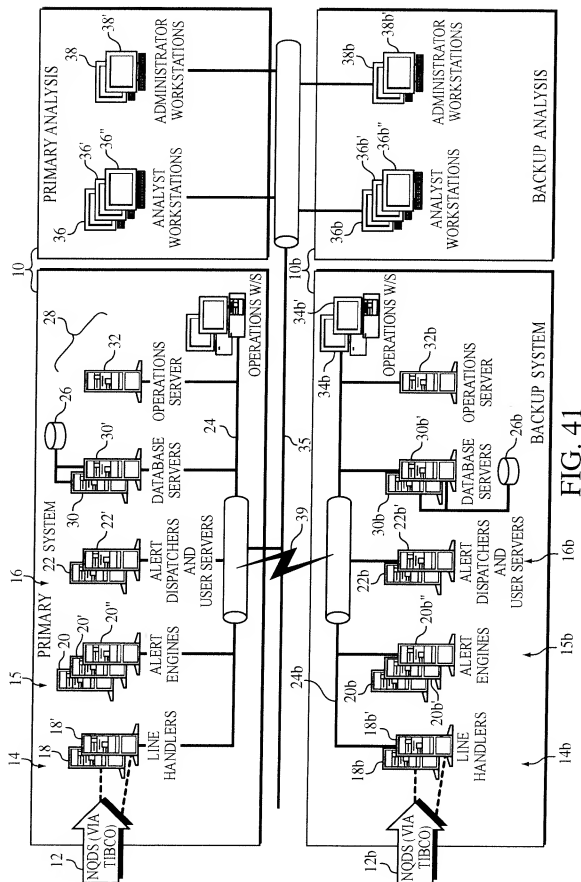 10
28
PRIMARY SYSTEM
14
15
16
26
12
NQDS (VIA
TIBCO)
18
18'
20
20'
20"
22
22'
30
30'
32
LINE
HANDLERS
ALERT
ENGINES
ALERT
DISPATCHERS
AND
USER SERVERS
DATABASE
SERVERS
OPERATIONS
SERVER
24
OPERATIONS W/S
PRIMARY ANALYSIS
36
36'
36"
38
38'
ANALYST
WORKSTATIONS
ADMINISTRATOR
WORKSTATIONS
39
35
10b
12b
NQDS (VIA
TIBCO)
24b
34b
34b'
OPERATIONS W/S
18b
18b'
20b
20b'
20b"
22b
22b'
30b
30b'
32b
26b
LINE
HANDLERS
ALERT
ENGINES
ALERT
DISPATCHERS
AND
USER SERVERS
DATABASE
SERVERS
OPERATIONS
SERVER
14b
15b
16b
BACKUP SYSTEM
36b
36b'
36b"
38b
38b'
ANALYST
WORKSTATIONS
ADMINISTRATOR
WORKSTATIONS
BACKUP ANALYSIS
FIG. 41